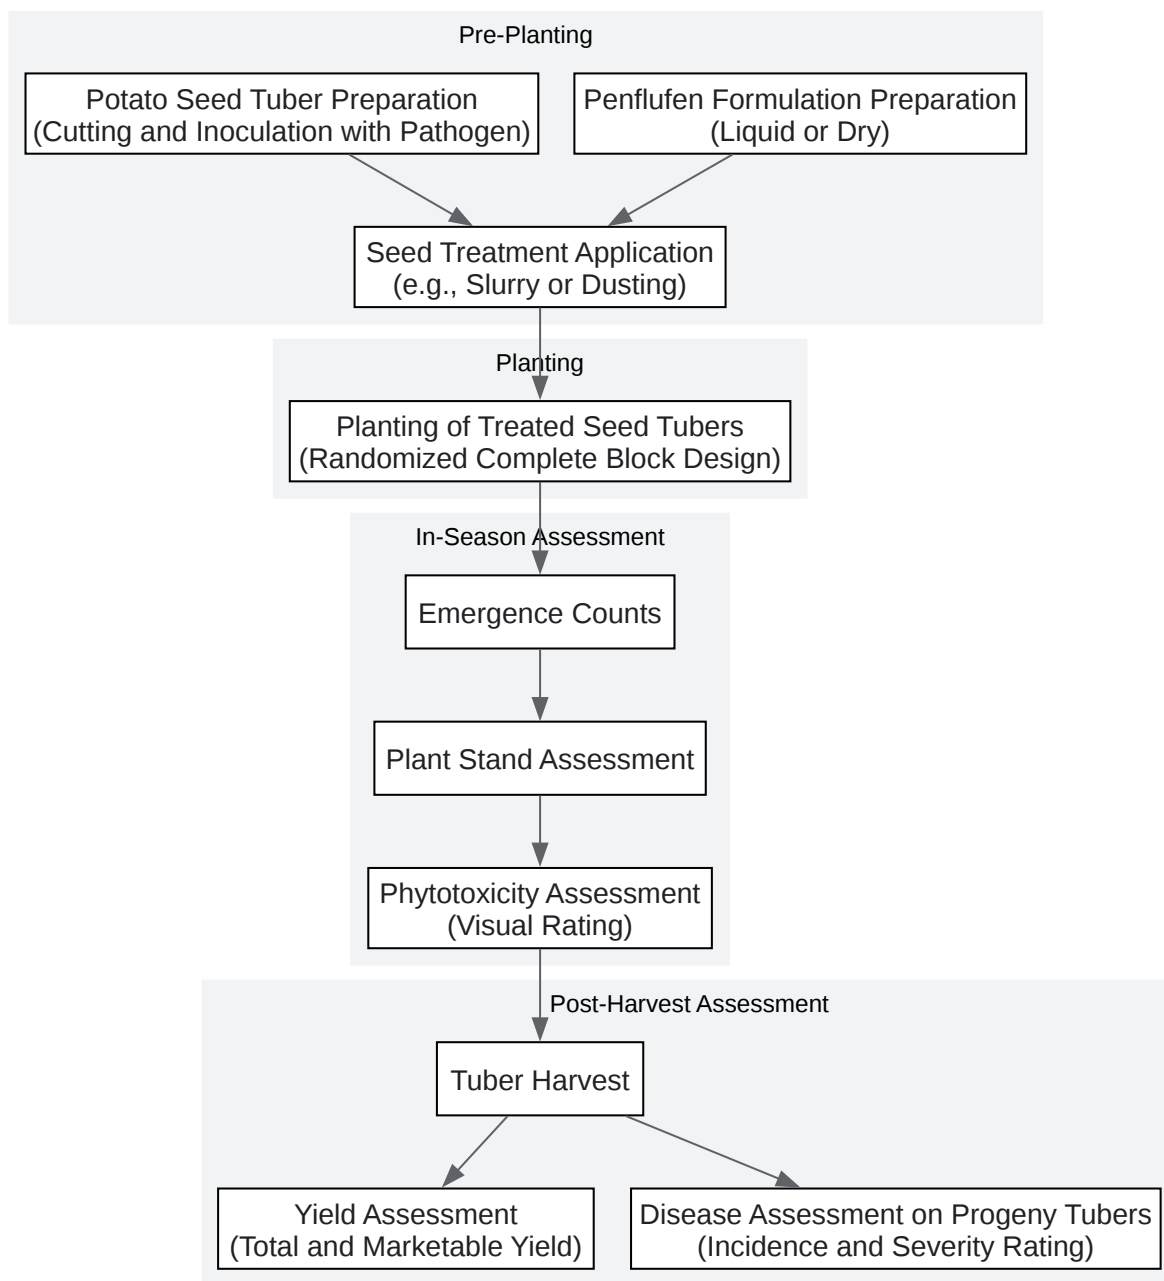 Pre-Planting
Potato Seed Tuber Preparation
(Cutting and Inoculation with Pathogen)
Penflufen Formulation Preparation
(Liquid or Dry)
Seed Treatment Application
(e.g., Slurry or Dusting)
Planting
Planting of Treated Seed Tubers
(Randomized Complete Block Design)
In-Season Assessment
Emergence Counts
Plant Stand Assessment
Phytotoxicity Assessment
(Visual Rating)
Post-Harvest Assessment
Tuber Harvest
Yield Assessment
(Total and Marketable Yield)
Disease Assessment on Progeny Tubers
(Incidence and Severity Rating)